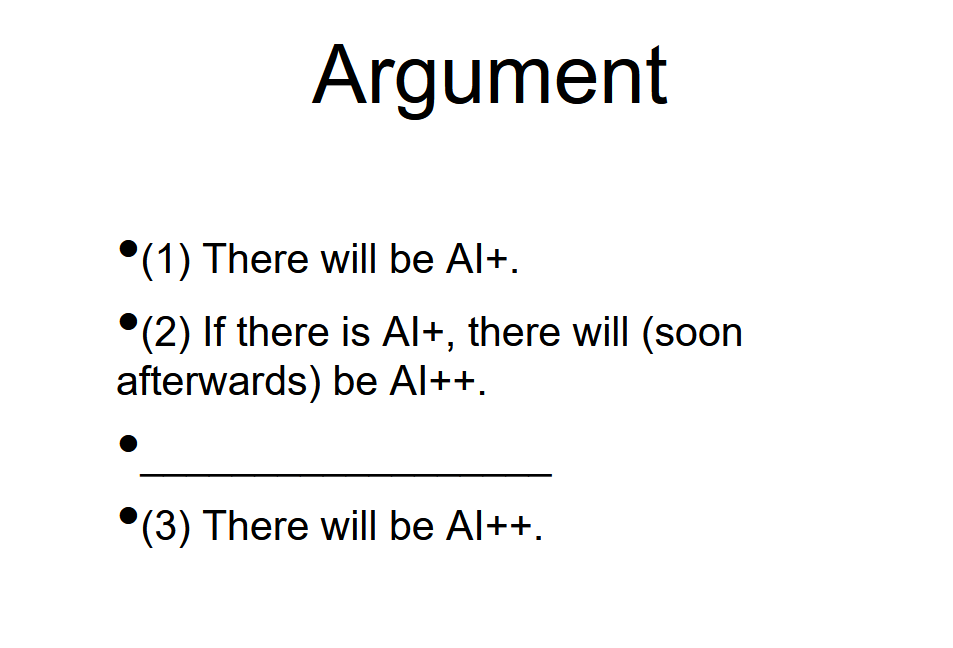 Argument
•(1) There will be AI+.
•(2) If there is AI+, there will (soon
afterwards) be AI++.
•__________________
•(3) There will be AI++.